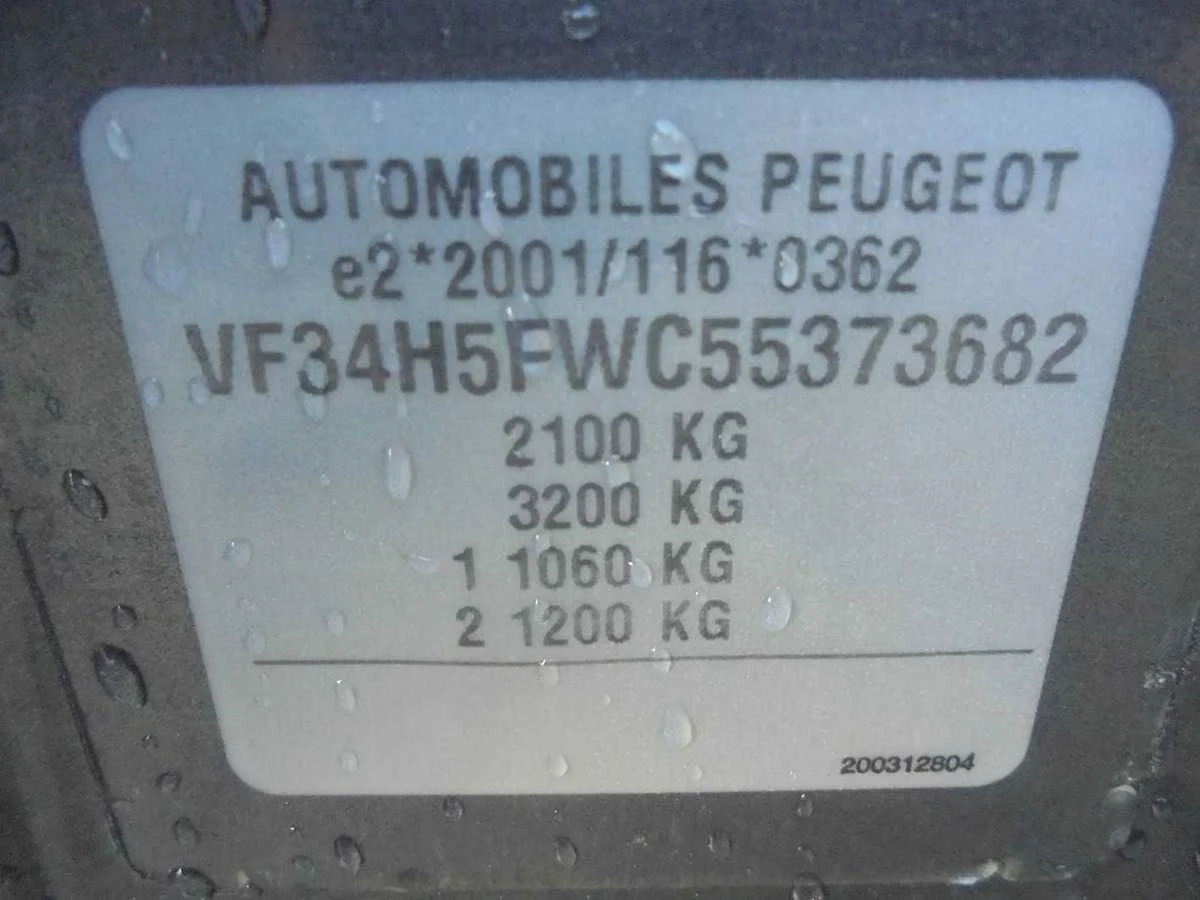 AUTOMOBILES PEUGEOT
e2*2001/116*0362
VF34H5FWC55373682
2100 KG
3200 KG
1 1060 KG
2 1200 KG
200312804